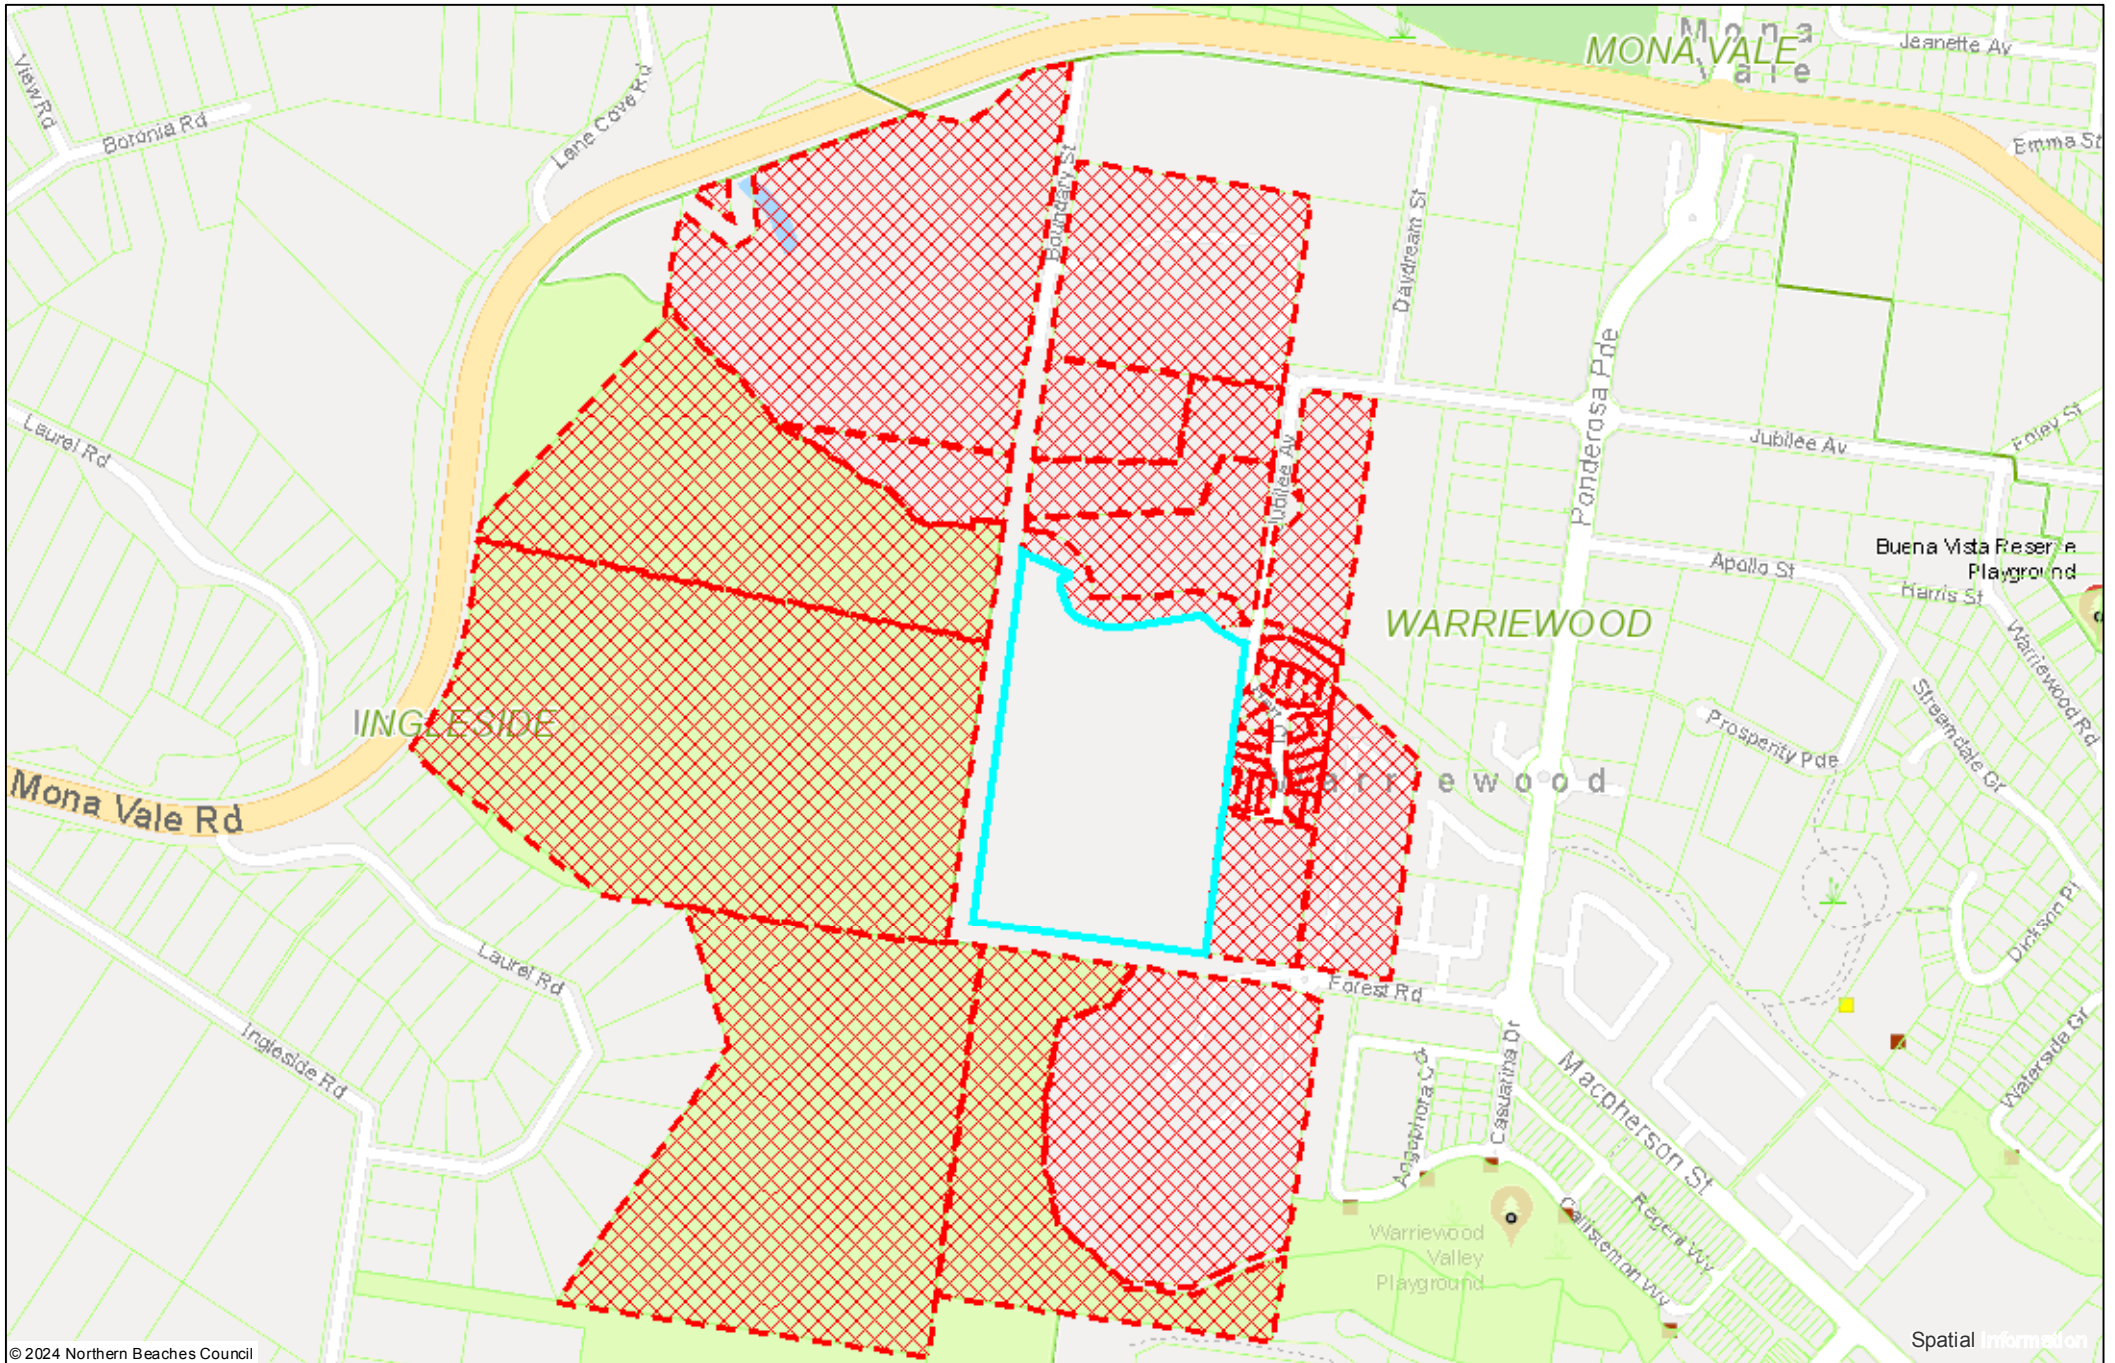 Mona
Vale
MONA VALE
Jeanette Av
View Rd
Boronia Rd
Lane Cove Rd
Emma St
Boundary St
Daydream St
Ponderosa Pde
Laurel Rd
Jubilee Av
Foley St
Jubilee Av
Buena Vista Reserve
Playground
Apollo St
Harris St
WARRIEWOOD
Warriewood Rd
INGLESIDE
Prosperity Pde
Streamdale Gr
Warriewood
Mona Vale Rd
Dickson Pl
Laurel Rd
Forest Rd
Ingleside Rd
Casuarina Dr
Macpherson St
Waterside Gr
Angophora Cct
Warriewood
Valley
Playground
Regent Wy
Callistemon Wy
Spatial Information
© 2024 Northern Beaches Council